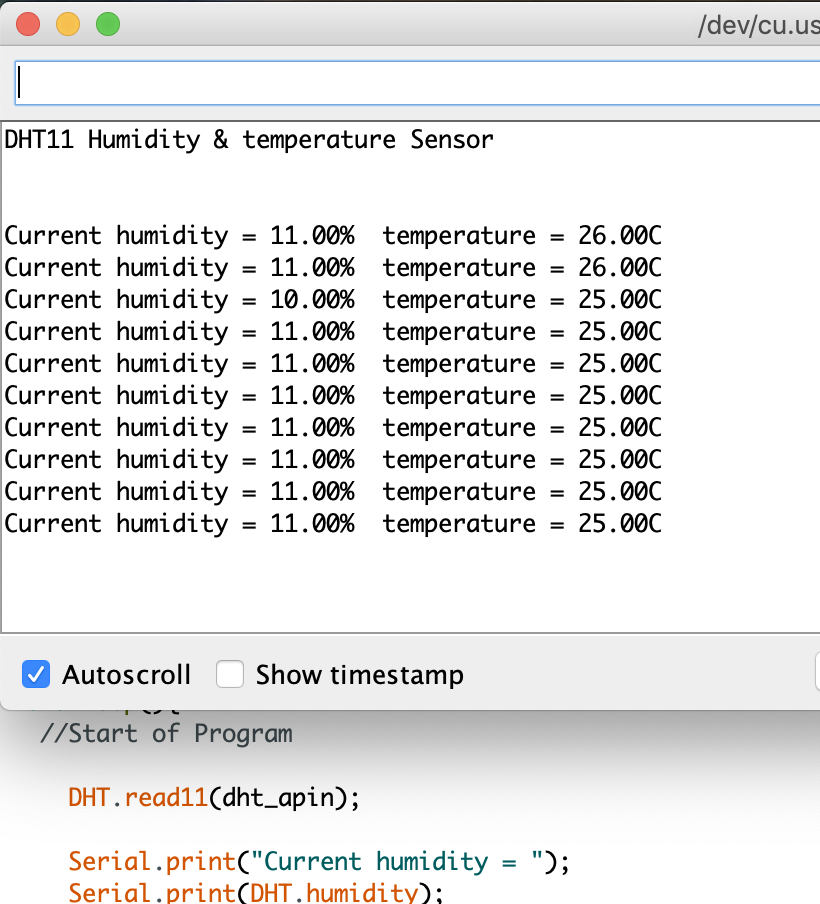 /dev/cu.us
DHT11 Humidity & temperature Sensor
Current humidity = 11.00%  temperature = 26.00C
Current humidity = 11.00%  temperature = 26.00C
Current humidity = 10.00%  temperature = 25.00C
Current humidity = 11.00%  temperature = 25.00C
Current humidity = 11.00%  temperature = 25.00C
Current humidity = 11.00%  temperature = 25.00C
Current humidity = 11.00%  temperature = 25.00C
Current humidity = 11.00%  temperature = 25.00C
Current humidity = 11.00%  temperature = 25.00C
Current humidity = 11.00%  temperature = 25.00C
Autoscroll Show timestamp
//Start of Program
DHT.read11(dht_apin);
Serial.print("Current humidity = ");
Serial.print(DHT.humidity);